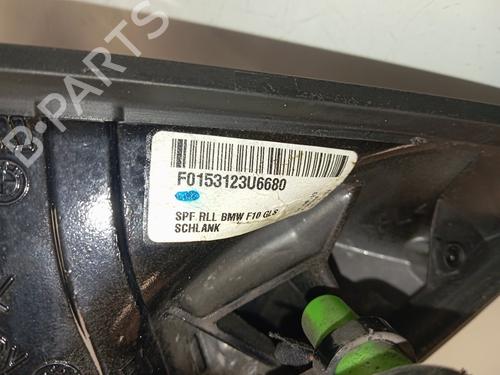 B-PARTS
F0153123U6680
SPF RLL BMW F10 GLS
SCHLANK